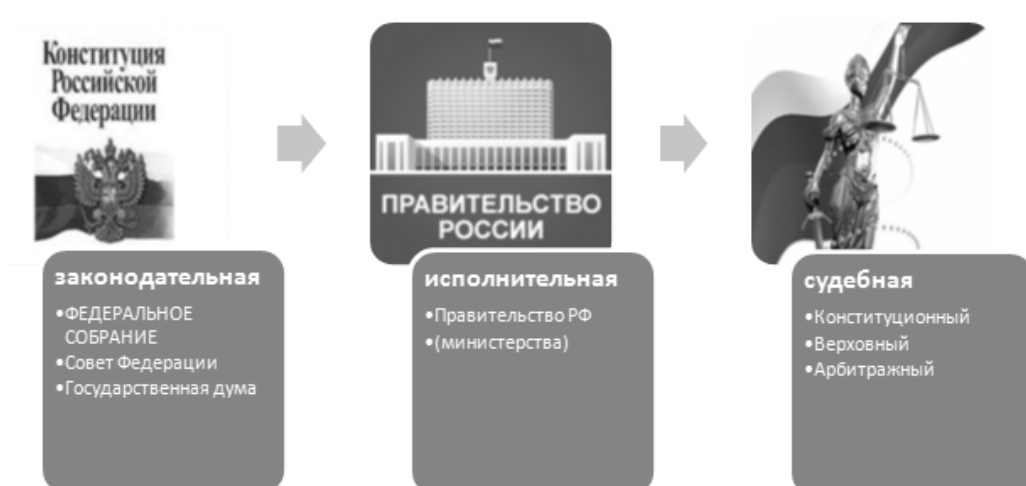 Конституция
Российской
Федерации
ПРАВИТЕЛЬСТВО
РОССИИ
законодательная
•ФЕДЕРАЛЬНОЕ
СОБРАНИЕ
•Совет Федерации
•Государственная дума
исполнительная
•Правительство РФ
•(министерства)
судебная
•Конституционный
•Верховный
•Арбитражный